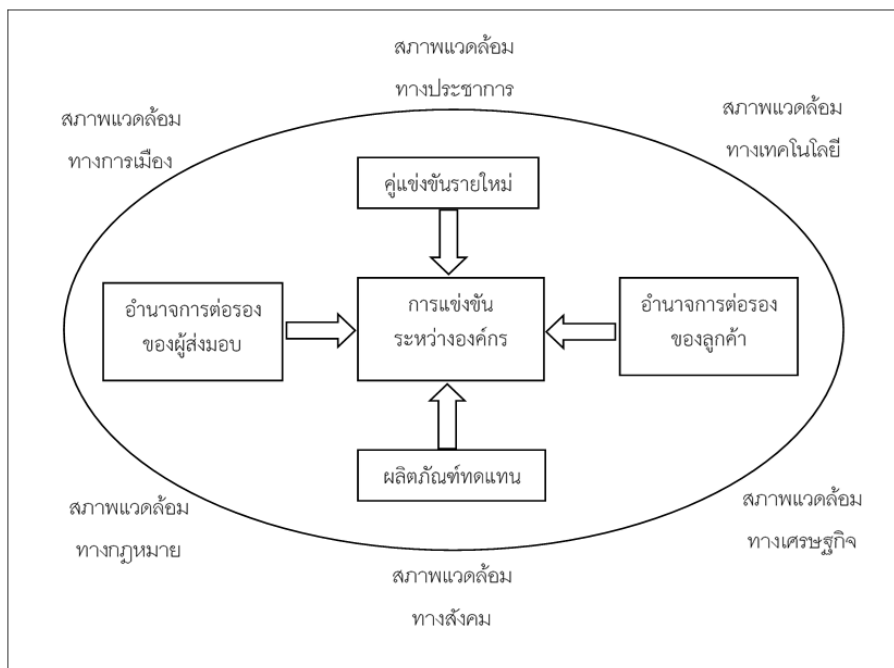 สภาพแวดล้อม
ทางประชาการ
สภาพแวดล้อม
ทางการเมือง
สภาพแวดล้อม
ทางเทคโนโลยี
คู่แข่งขันรายใหม่
อำนาจการต่อรอง
ของผู้ส่งมอบ
การแข่งขัน
ระหว่างองค์กร
อำนาจการต่อรอง
ของลูกค้า
ผลิตภัณฑ์ทดแทน
สภาพแวดล้อม
ทางกฎหมาย
สภาพแวดล้อม
ทางสังคม
สภาพแวดล้อม
ทางเศรษฐกิจ